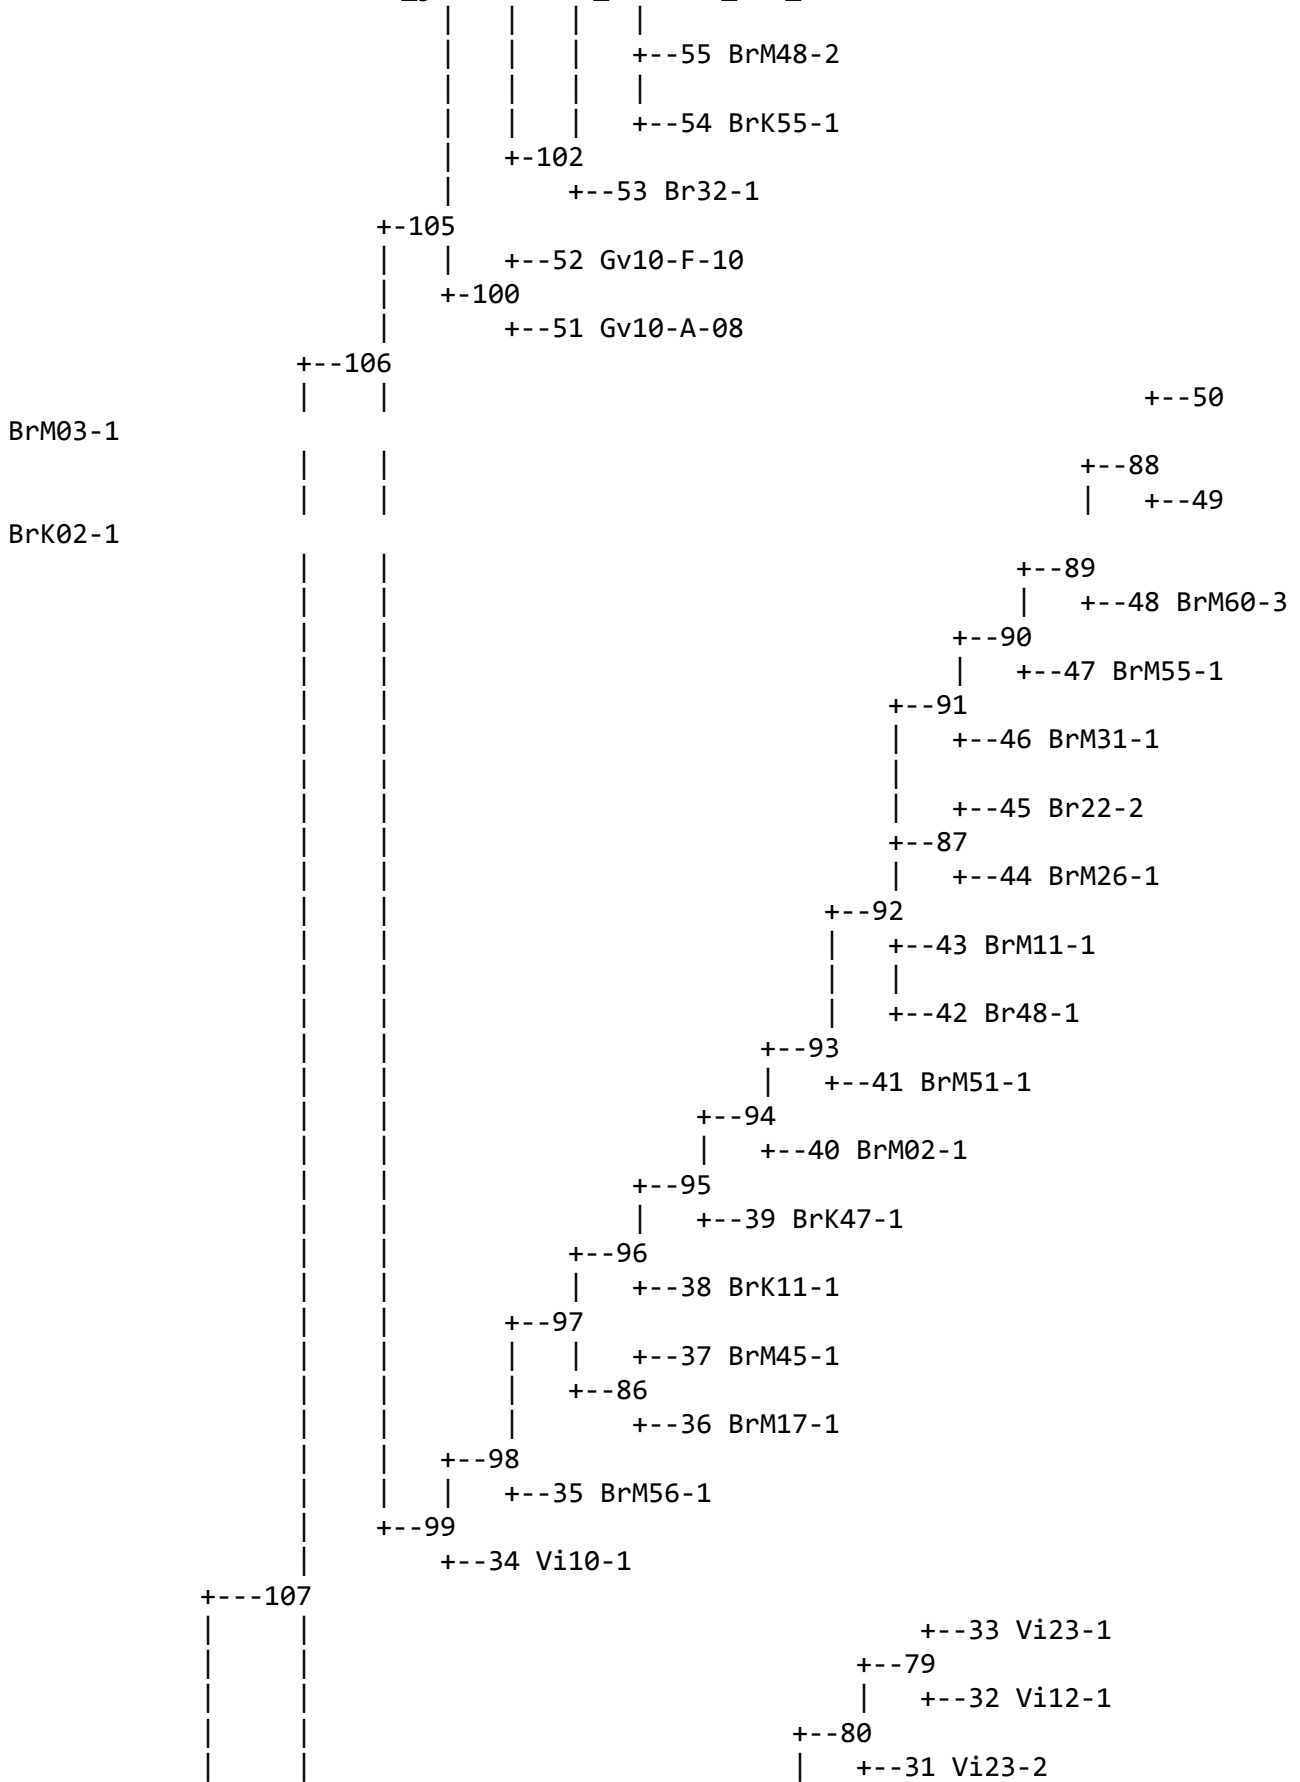 +--55 BrM48-2
+--54 BrK55-1
+-102
+--53 Br32-1
+-105
+--52 Gv10-F-10
+-100
+--51 Gv10-A-08
+--106
+--50
BrM03-1
+--88
+--49
BrK02-1
+--89
+--48 BrM60-3
+--90
+--47 BrM55-1
+--91
+--46 BrM31-1
+--45 Br22-2
+--87
+--44 BrM26-1
+--92
+--43 BrM11-1
+--42 Br48-1
+--93
+--41 BrM51-1
+--94
+--40 BrM02-1
+--95
+--39 BrK47-1
+--96
+--38 BrK11-1
+--97
+--37 BrM45-1
+--86
+--36 BrM17-1
+--98
+--35 BrM56-1
+--99
+--34 Vi10-1
+---107
+--33 Vi23-1
+--79
+--32 Vi12-1
+--80
+--31 Vi23-2